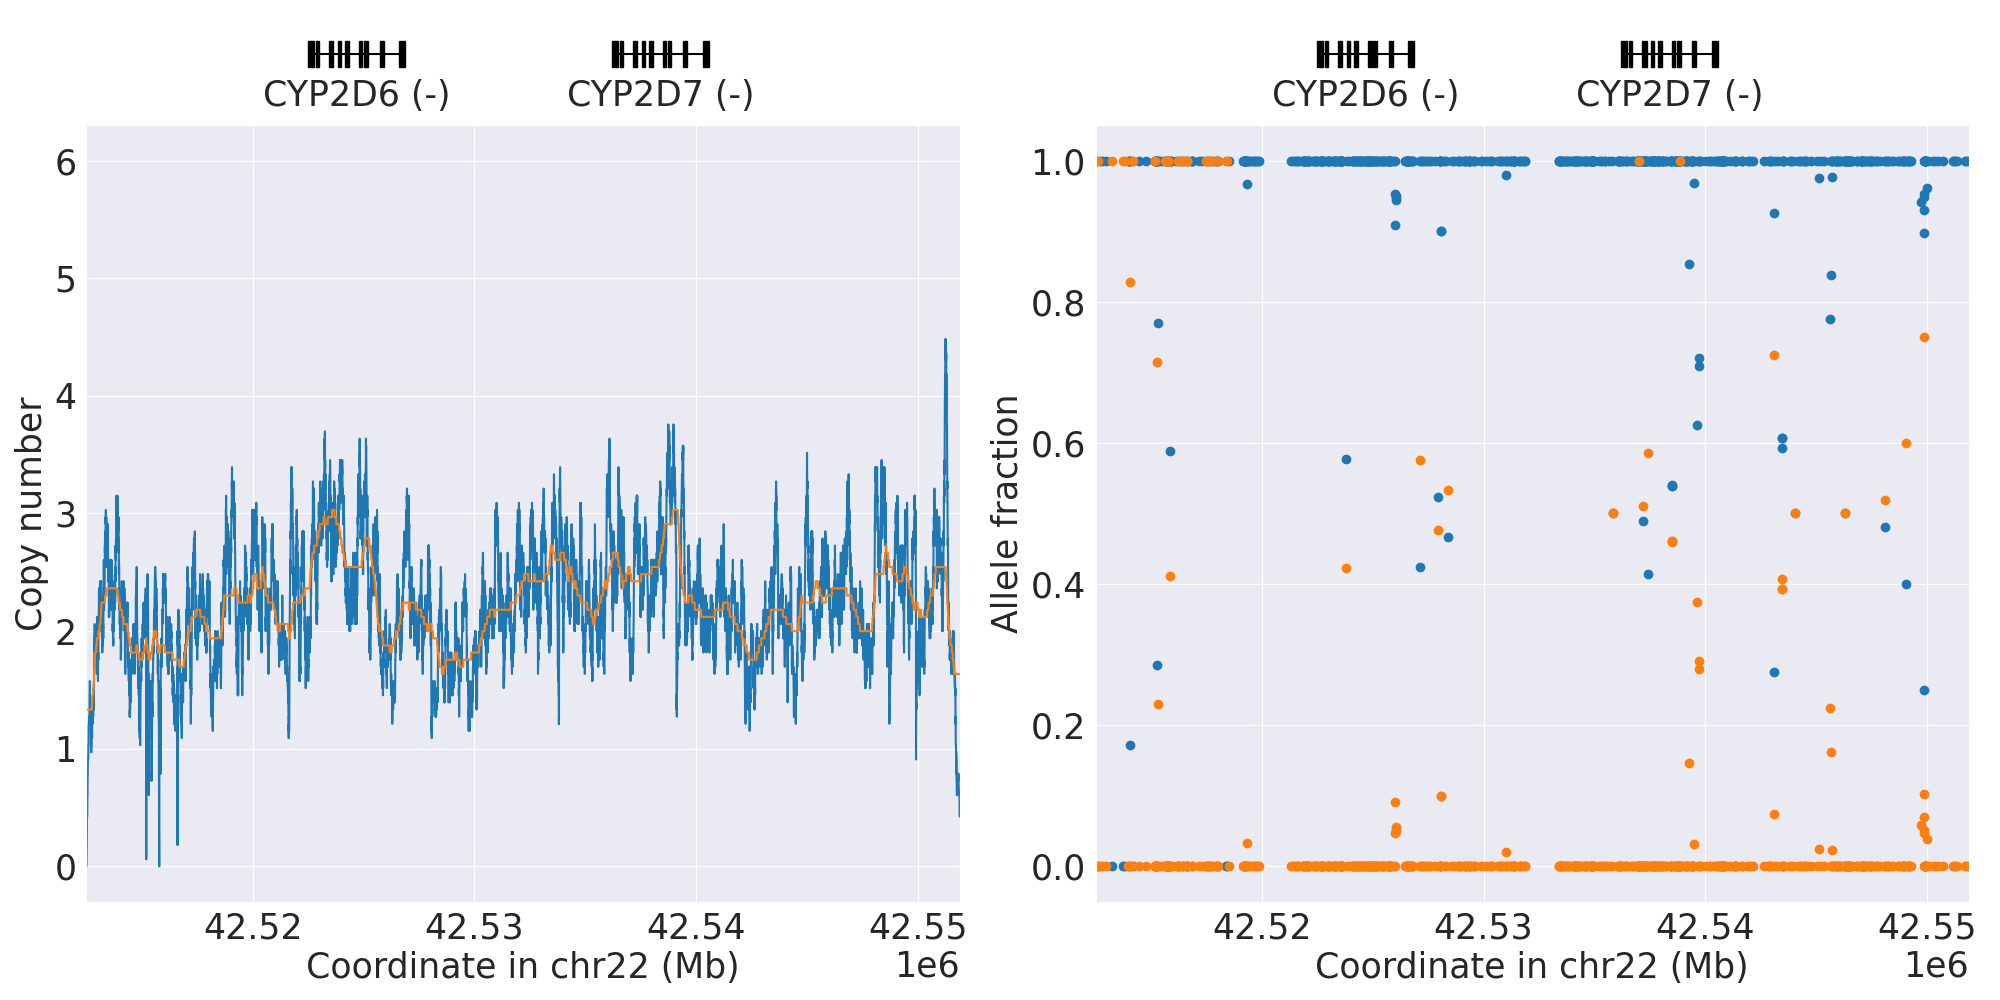 CYP2D6 (-) CYP2D7 (-)
6
5
4
3
2
1
0
Copy number
42.52 42.53 42.54 42.55
Coordinate in chr22 (Mb) 1e6
CYP2D6 (-) CYP2D7 (-)
1.0
0.8
0.6
0.4
0.2
0.0
Allele fraction
42.52 42.53 42.54 42.55
Coordinate in chr22 (Mb) 1e6